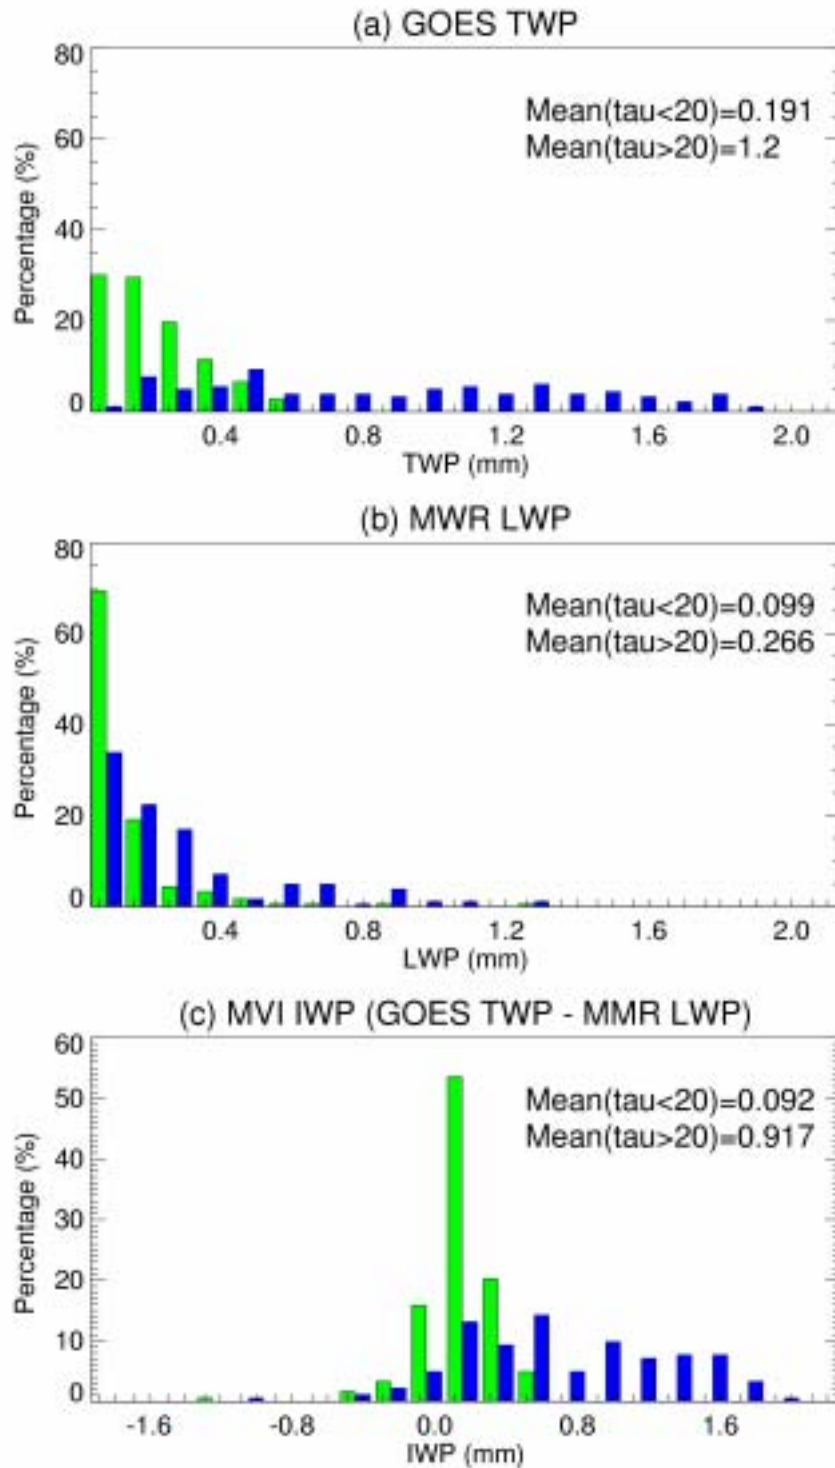 (a) GOES TWP
80
60
40
20
0
Percentage (%)
Mean(tau<20)=0.191
Mean(tau>20)=1.2
0.4 0.8 1.2 1.6 2.0
TWP (mm)
(b) MWR LWP
80
60
40
20
0
Percentage (%)
Mean(tau<20)=0.099
Mean(tau>20)=0.266
0.4 0.8 1.2 1.6 2.0
LWP (mm)
(c) MVI IWP (GOES TWP - MMR LWP)
60
50
40
30
20
10
0
Percentage (%)
Mean(tau<20)=0.092
Mean(tau>20)=0.917
-1.6 -0.8 0.0 0.8 1.6
IWP (mm)